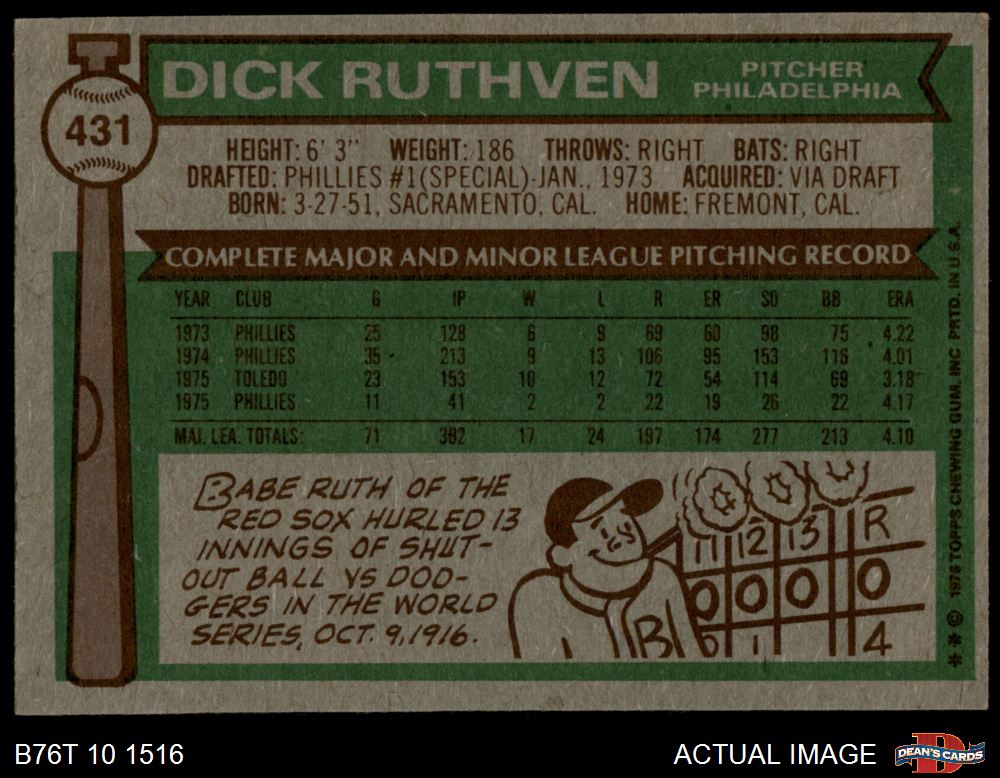 DICK RUTHVEN
PITCHER
PHILADELPHIA
431
HEIGHT: 6' 3" WEIGHT: 186 THROWS: RIGHT BATS: RIGHT
DRAFTED: PHILLIES #1(SPECIAL)-JAN., 1973 ACQUIRED: VIA DRAFT
BORN: 3-27-51, SACRAMENTO, CAL. HOME: FREMONT, CAL.
COMPLETE MAJOR AND MINOR LEAGUE PITCHING RECORD
YEAR CLUB G IP W L R ER SO BB ERA
1973 PHILLIES 25 128 6 9 69 60 98 75 4.22
1974 PHILLIES 35 213 9 13 106 95 153 116 4.01
1975 TOLEDO 23 153 10 12 72 54 114 69 3.18
1975 PHILLIES 11 41 2 2 22 19 26 22 4.17
MAJ. LEA. TOTALS: 71 382 17 24 197 174 277 213 4.10
BABE RUTH OF THE
RED SOX HURLED 13
INNINGS OF SHUT-
OUT BALL VS DOD-
GERS IN THE WORLD
SERIES, OCT. 9, 1916.
11 12 13 R
0 0 0 0
0 1 4
B
** © 1976 TOPPS CHEWING GUM, INC. PRTD. IN U.S.A.
B76T 10 1516
ACTUAL IMAGE
DEAN'S CARDS